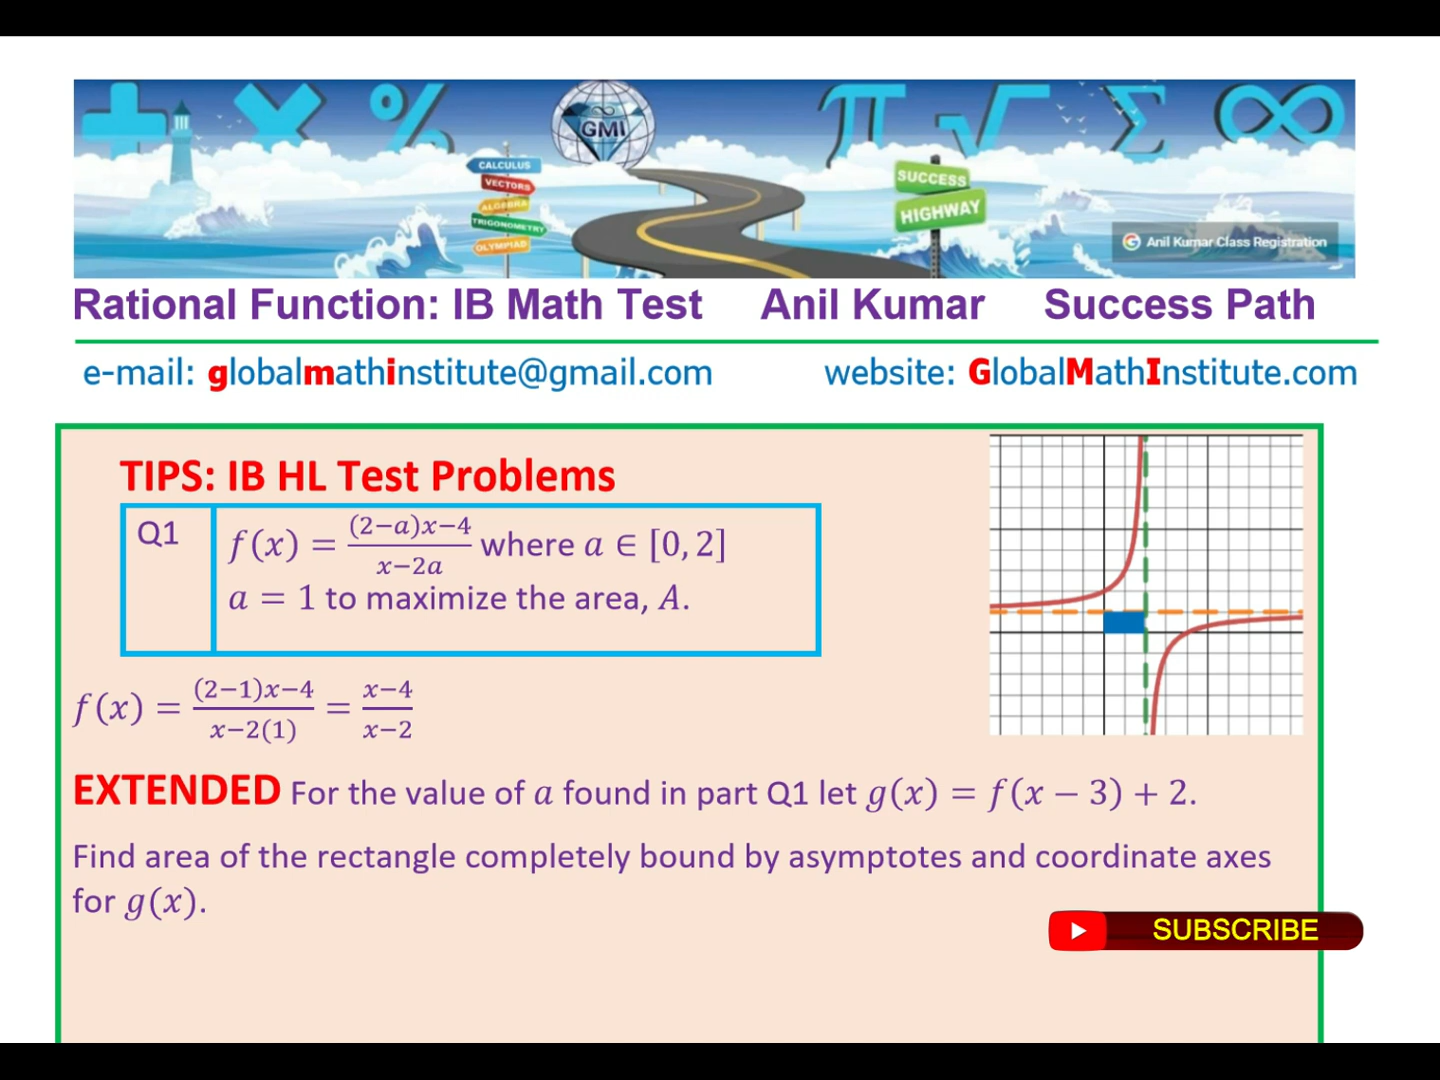 CALCULUS
VECTORS
ALGEBRA
TRIGONOMETRY
OLYMPIAD
GMI
SUCCESS
HIGHWAY
Anil Kumar Class Registration
Rational Function: IB Math Test Anil Kumar Success Path
e-mail: globalmathinstitute@gmail.com website: GlobalMathInstitute.com
TIPS: IB HL Test Problems
Q1 f(x) = \frac{(2−a)x−4}{x−2a} where a ∈ [0, 2]
a = 1 to maximize the area, A.
f(x) = \frac{(2−1)x−4}{x−2(1)} = \frac{x−4}{x−2}
EXTENDED For the value of a found in part Q1 let g(x) = f(x − 3) + 2.
Find area of the rectangle completely bound by asymptotes and coordinate axes
for g(x).
SUBSCRIBE